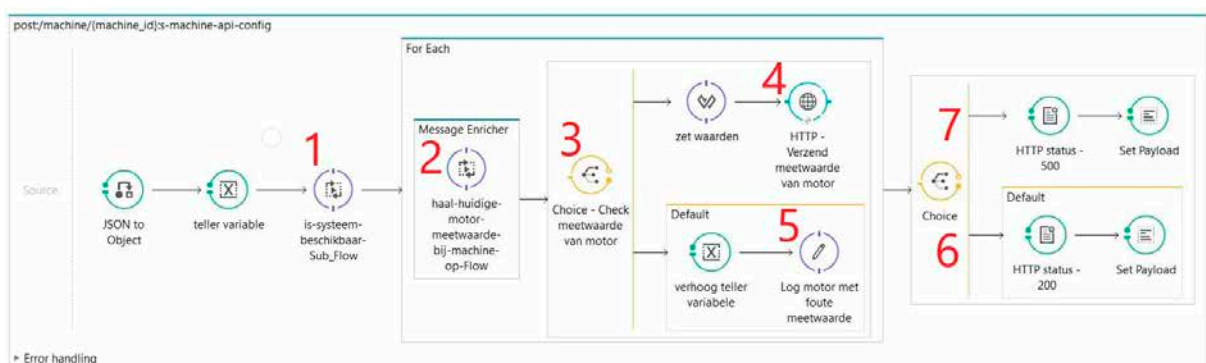 post:/machine/{machine_id}:s-machine-api-config
Source
JSON to
Object
teller variable
1
is-systeem-
beschikbaar-
Sub_Flow
For Each
Message Enricher
2
haal-huidige-
motor-
meetwaarde-
bij-machine-
op-Flow
3
Choice - Check
meetwaarde
van motor
zet waarden
4
HTTP -
Verzend
meetwaarde
van motor
Default
verhoog teller
variabele
5
Log motor met
foute
meetwaarde
7
Choice
6
HTTP status -
500
Set Payload
Default
HTTP status -
200
Set Payload
Error handling